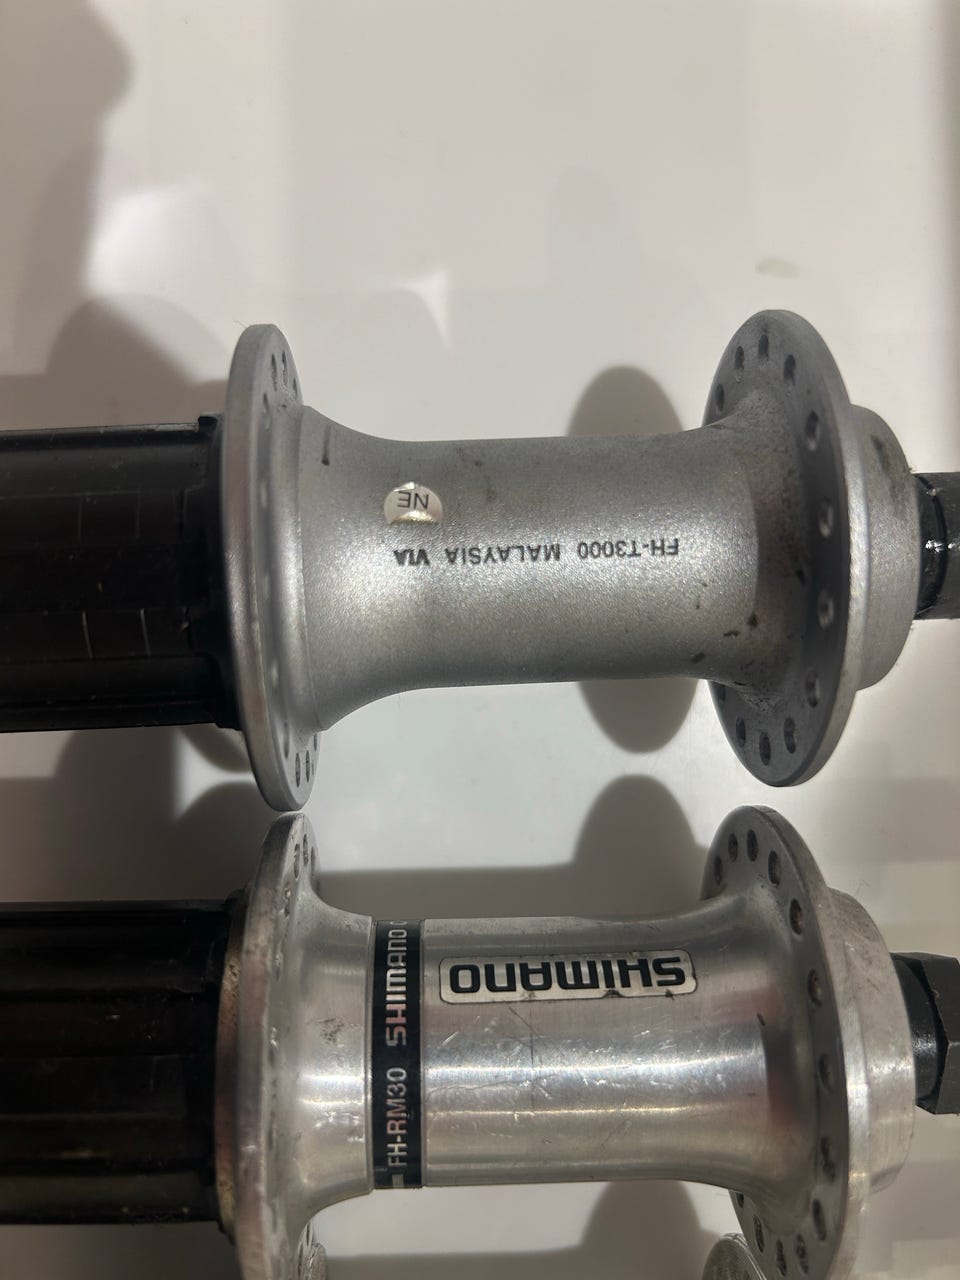 NE
FH-T3000 MALAYSIA VIA
SHIMANO
FH-RM30 SHIMANO